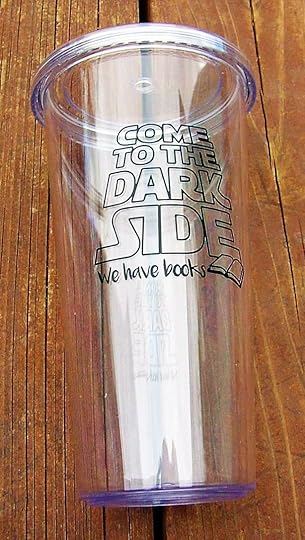 COME
TO THE
DARK
SIDE
We have books